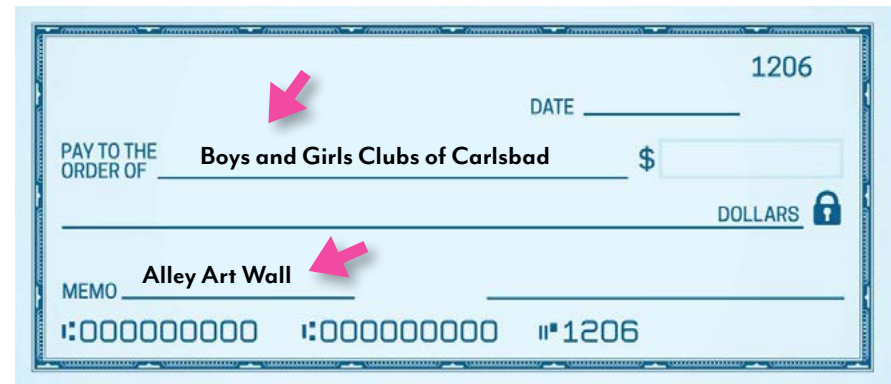 1206
DATE
PAY TO THE
ORDER OF Boys and Girls Clubs of Carlsbad $
DOLLARS
MEMO Alley Art Wall
⑆000000000 ⑆000000000 ⑈1206